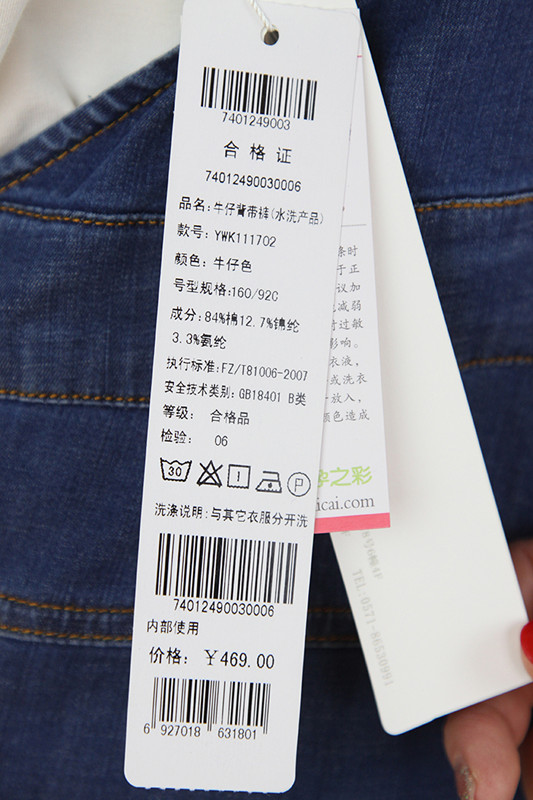 7401249003
合格证
74012490030006
品名:牛仔背带裤(水洗产品)
款号: YWK111702
颜色: 牛仔色
号型规格:160/92C
成分: 84%棉12.7%锦纶
3.3%氨纶
执行标准:FZ/T81006-2007
安全技术类别: GB18401 B类
等级: 合格品
检验: 06
30
P
洗涤说明:与其它衣服分开洗
74012490030006
内部使用
价格: ￥469.00
6 927018 631801
条时
于正
议加
减弱
过敏
影响。
衣液,
或洗衣
放入,
颜色造成
之彩
icai.com
TEL:0571-86530991